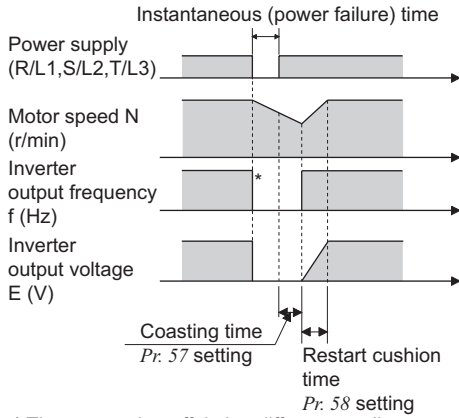 Instantaneous (power failure) time
Power supply
(R/L1,S/L2,T/L3)
Motor speed N
(r/min)
Inverter
output frequency
f (Hz)
*
Inverter
output voltage
E (V)
Coasting time
Pr. 57 setting
Restart cushion
time
Pr. 58 setting